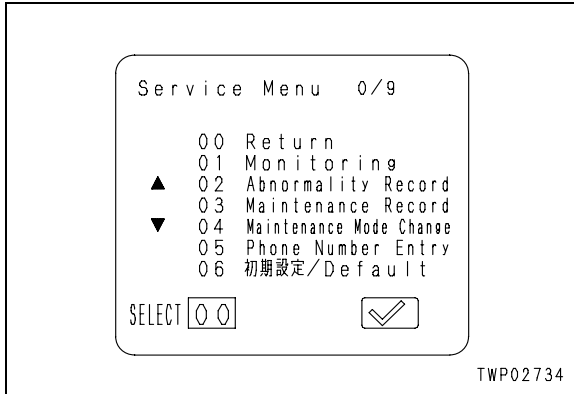 Service Menu 0/9
00 Return
01 Monitoring
▲ 02 Abnormality Record
03 Maintenance Record
▼ 04 Maintenance Mode Change
05 Phone Number Entry
06 初期設定/Default
SELECT 00
TWP02734